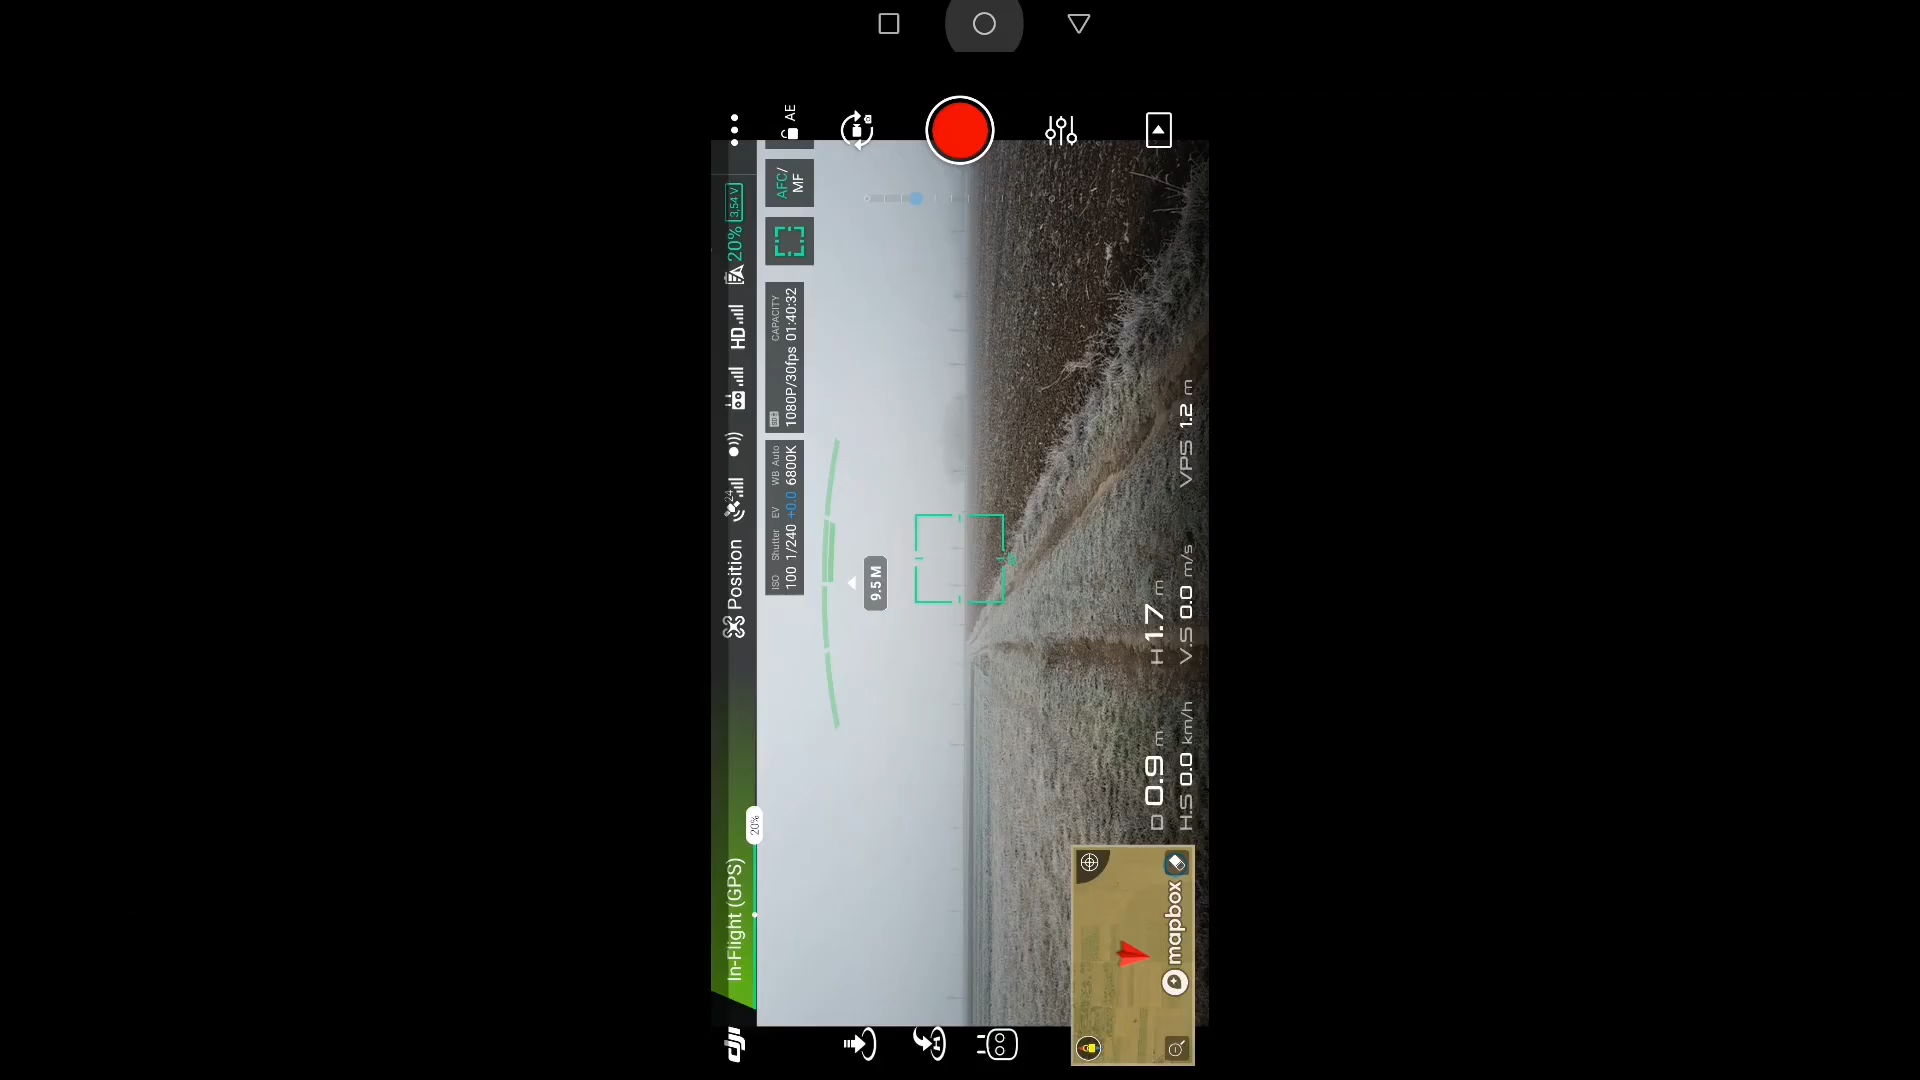 dji
In-Flight (GPS)
Position
24
HD
20%
3.54 V
20%
ISO Shutter EV WB Auto
100 1/240 +0.0 6800K
CAPACITY
1080P/30fps 01:40:32
AFC/
MF
AE
9.5 M
D 0.9 m
H 1.7 m
H.S 0.0 km/h
V.S 0.0 m/s
VPS 1.2 m
mapbox